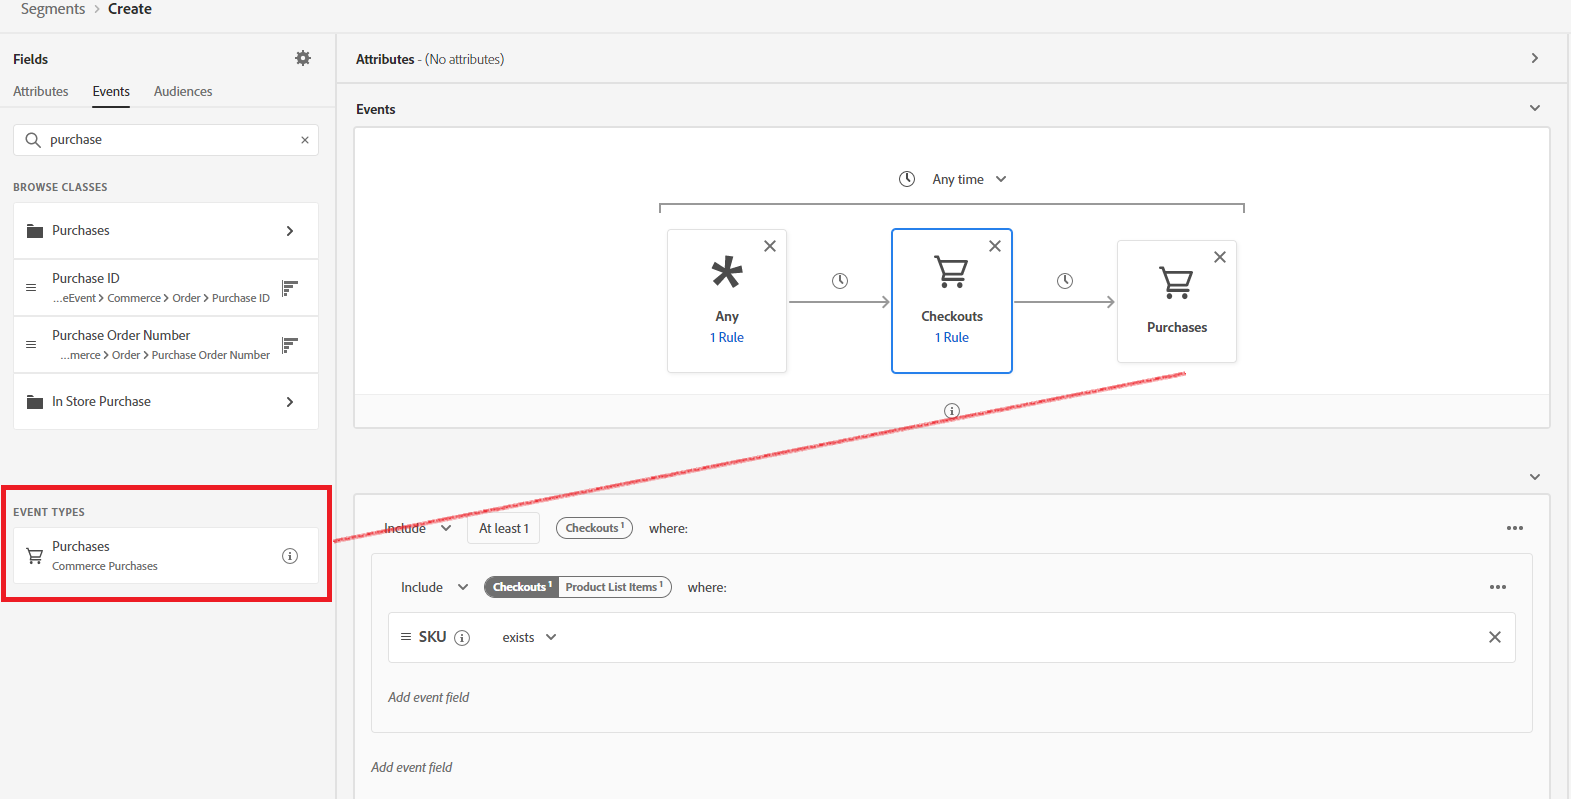 Segments > Create
Fields
Attributes Events Audiences
purchase
BROWSE CLASSES
Purchases
Purchase ID
...eEvent > Commerce > Order > Purchase ID
Purchase Order Number
...merce > Order > Purchase Order Number
In Store Purchase
EVENT TYPES
Purchases
Commerce Purchases
Attributes - (No attributes)
Events
Any time
Any
1 Rule
Checkouts
1 Rule
Purchases
Include At least 1 Checkouts 1 where:
Include Checkouts 1 Product List Items 1 where:
SKU exists
Add event field
Add event field